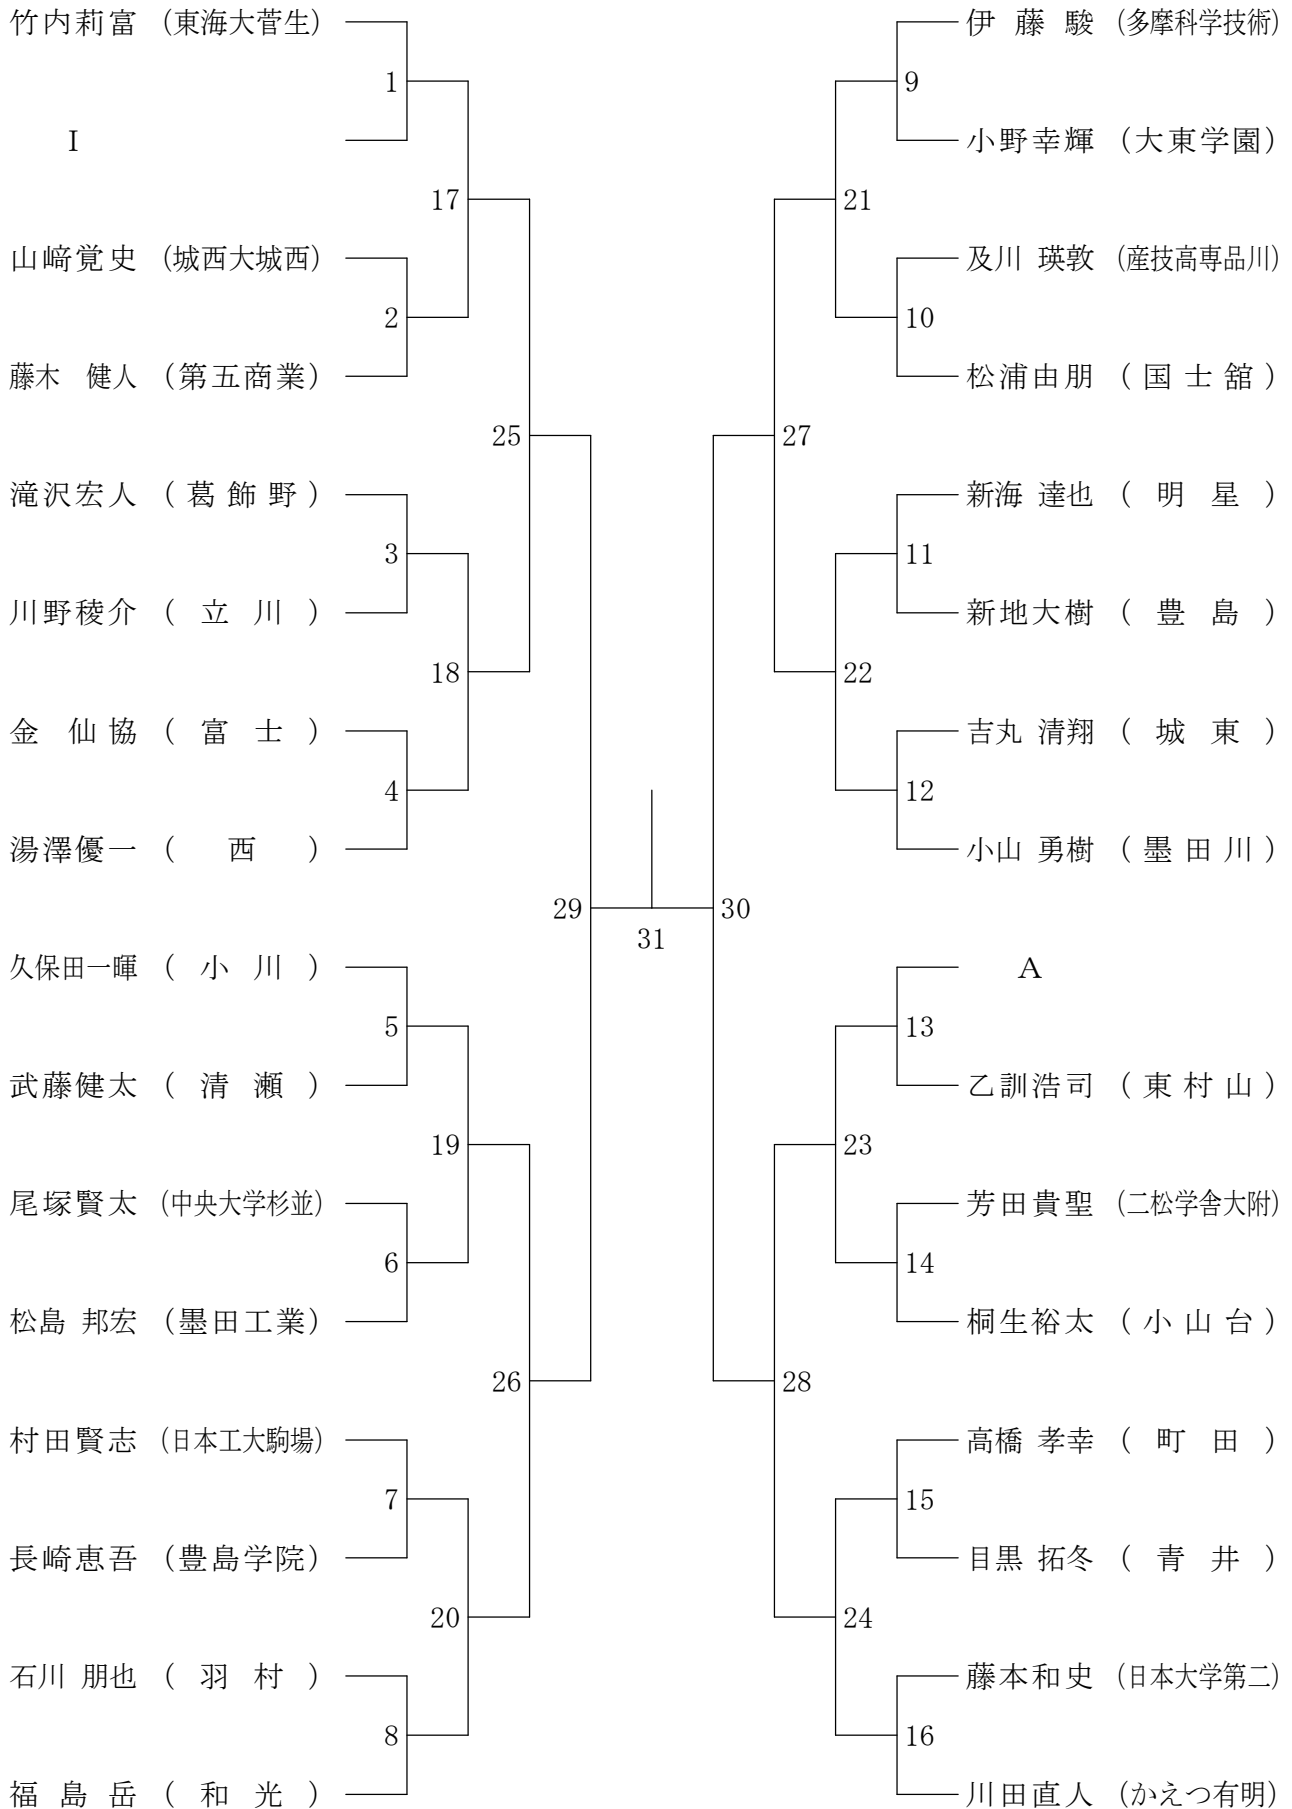 竹内莉富 (東海大菅生)
1
I
17
山﨑覚史 (城西大城西)
2
藤木 健人 (第五商業)
25
滝沢宏人 (葛飾野)
3
川野稜介 (立川)
18
金仙協 (富士)
4
湯澤優一 (西)
29
久保田一暉 (小川)
5
武藤健太 (清瀬)
19
尾塚賢太 (中央大学杉並)
6
松島 邦宏 (墨田工業)
26
村田賢志 (日本工大駒場)
7
長崎恵吾 (豊島学院)
20
石川 朋也 (羽村)
8
福島岳 (和光)
31
伊藤駿 (多摩科学技術)
9
小野幸輝 (大東学園)
21
及川 瑛敦 (産技高専品川)
10
松浦由朋 (国士舘)
27
新海 達也 (明星)
11
新地大樹 (豊島)
22
吉丸 清翔 (城東)
12
小山 勇樹 (墨田川)
30
A
13
乙訓浩司 (東村山)
23
芳田貴聖 (二松学舎大附)
14
桐生裕太 (小山台)
28
高橋 孝幸 (町田)
15
目黒 拓冬 (青井)
24
藤本和史 (日本大学第二)
16
川田直人 (かえつ有明)